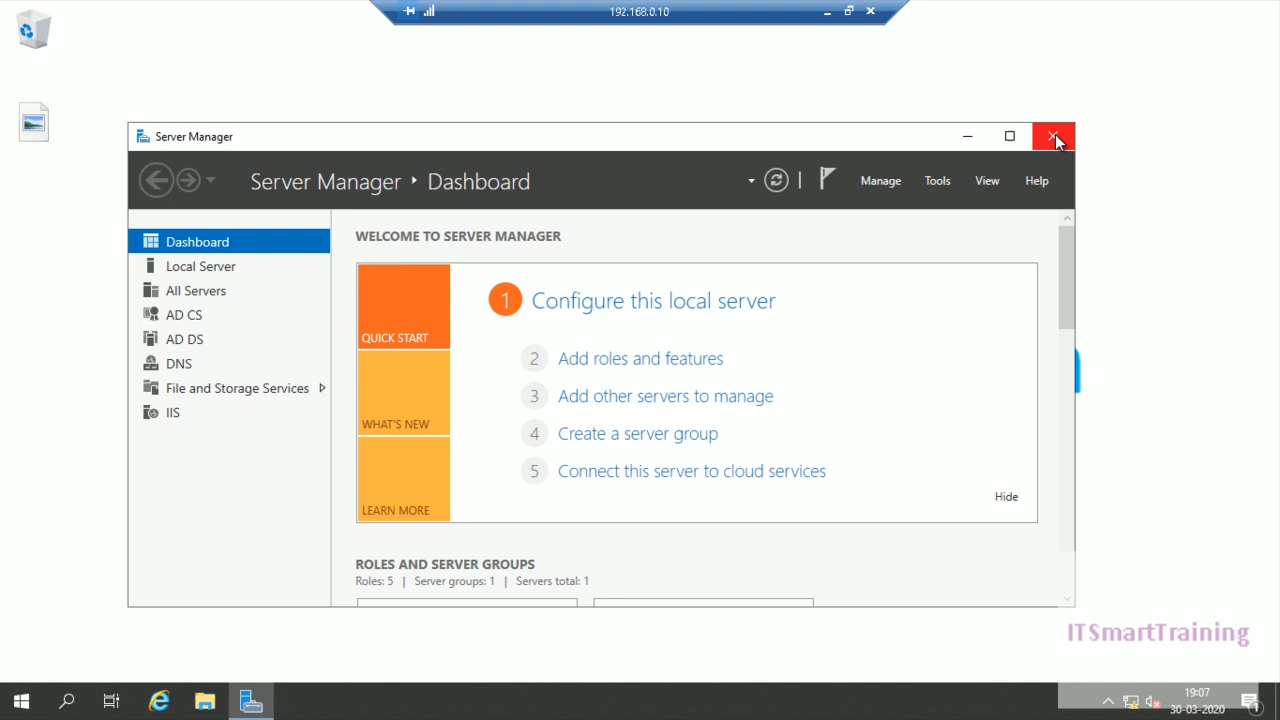 192.168.0.10
Server Manager
Server Manager Dashboard
Manage Tools View Help
Dashboard
Local Server
All Servers
AD CS
AD DS
DNS
File and Storage Services
IIS
WELCOME TO SERVER MANAGER
QUICK START
WHAT'S NEW
LEARN MORE
1 Configure this local server
2 Add roles and features
3 Add other servers to manage
4 Create a server group
5 Connect this server to cloud services
Hide
ROLES AND SERVER GROUPS
Roles: 5 | Server groups: 1 | Servers total: 1
ITSmartTraining
19:07
30-03-2020
1